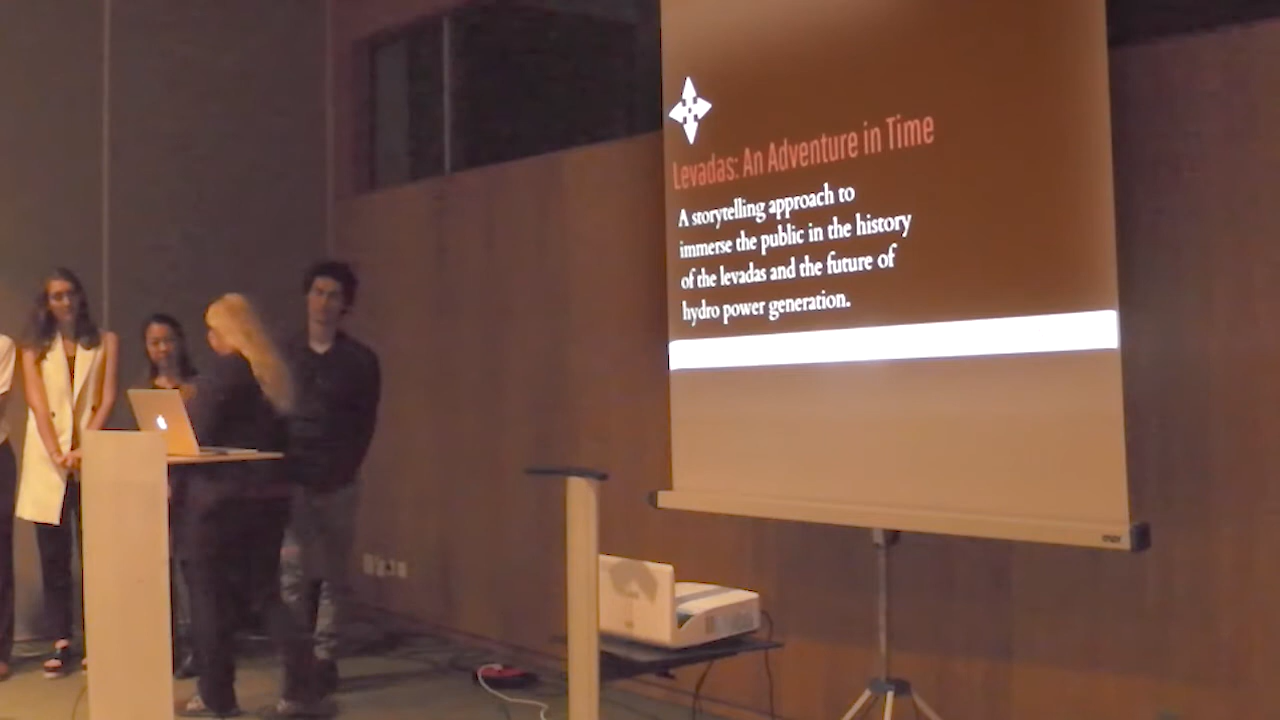 Levadas: An Adventure in Time
A storytelling approach to
immerse the public in the history
of the levadas and the future of
hydro power generation.